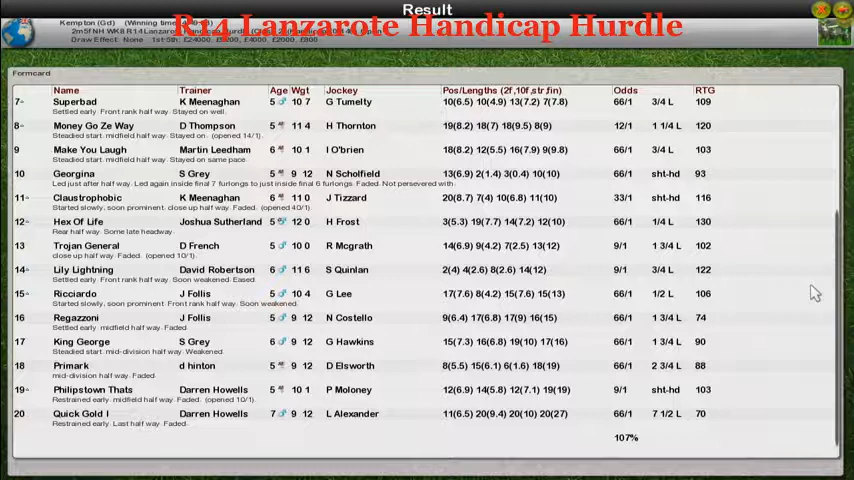 Result
R14 Lanzarote Handicap Hurdle
Kempton (Gd) (Winning time
2m5f NH WK8 R14Lanza
Draw Effect: None 1st-5th: £24000
Formcard
Name Trainer Age Wgt Jockey Pos/Lengths (2f,10f,str,fin) Odds RTG
7 Superbad K Meenaghan 5 10 7 G Tumelty 10(6.5) 10(4.9) 13(7.2) 7(7.8) 66/1 3/4 L 109
Settled early. Front rank half way. Stayed on well.
8 Money Go Ze Way D Thompson 5 11 4 H Thornton 19(8.2) 18(7) 18(9.5) 8(9) 12/1 1 1/4 L 120
Steadied start. midfield half way. Stayed on. (opened 14/1).
9 Make You Laugh Martin Leedham 6 10 1 I O'brien 18(8.2) 12(5.5) 16(7.9) 9(9.8) 66/1 3/4 L 103
Steadied start. midfield half way. Stayed on same pace.
10 Georgina S Grey 5 9 12 N Scholfield 13(6.9) 2(1.4) 3(0.4) 10(10) 66/1 sht-hd 93
Led just after half way. Led again inside final 7 furlongs to just inside final 6 furlongs. Faded. Not persevered with.
11 Claustrophobic K Meenaghan 6 11 0 J Tizzard 20(8.7) 7(4) 10(6.8) 11(10) 33/1 sht-hd 116
Started slowly, soon prominent. close up half way. Faded. (opened 40/1).
12 Hex Of Life Joshua Sutherland 5 12 0 H Frost 3(5.3) 19(7.7) 14(7.2) 12(10) 66/1 1/4 L 130
Rear half way. Some late headway.
13 Trojan General D French 5 10 0 R Mcgrath 14(6.9) 9(4.2) 7(2.5) 13(12) 9/1 1 3/4 L 102
close up half way. Faded. (opened 10/1).
14 Lily Lightning David Robertson 6 11 6 S Quinlan 2(4) 4(2.6) 8(2.6) 14(12) 9/1 3/4 L 122
Settled early. Front rank half way. Soon weakened. Eased.
15 Ricciardo J Follis 5 10 4 G Lee 17(7.6) 8(4.2) 15(7.6) 15(13) 66/1 1/2 L 106
Started slowly, soon prominent. Front rank half way. Soon weakened.
16 Regazzoni J Follis 5 9 12 N Costello 9(6.4) 17(6.8) 17(9) 16(15) 66/1 1 3/4 L 74
Settled early. midfield half way. Faded.
17 King George S Grey 6 9 12 G Hawkins 15(7.3) 16(6.8) 19(10) 17(16) 66/1 1 3/4 L 90
Steadied start. mid-division half way. Weakened.
18 Primark d hinton 5 9 12 D Elsworth 8(5.5) 15(6.1) 6(1.6) 18(19) 66/1 2 3/4 L 88
mid-division half way. Faded.
19 Philipstown Thats Darren Howells 5 10 1 P Moloney 12(6.9) 14(5.8) 12(7.1) 19(19) 9/1 sht-hd 103
Restrained early. midfield half way. Faded. (opened 10/1).
20 Quick Gold I Darren Howells 7 9 12 L Alexander 11(6.5) 20(9.4) 20(10) 20(27) 66/1 7 1/2 L 70
Restrained early. Last half way. Faded.
107%